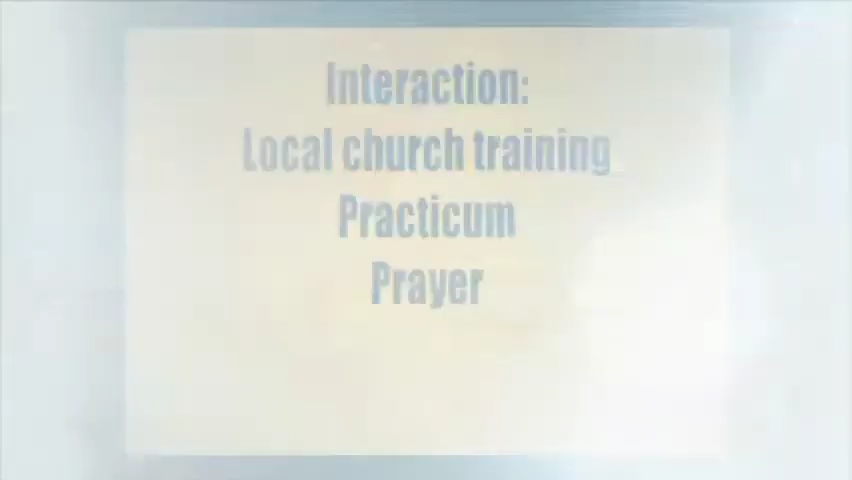 Interaction:
Local church training
Practicum
Prayer